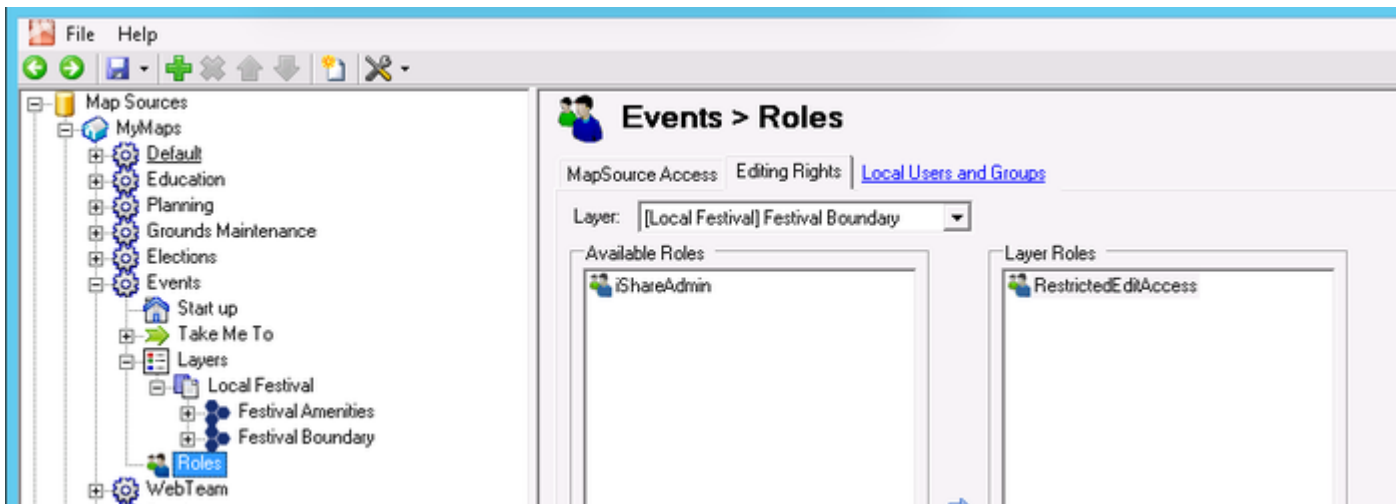 File Help
Map Sources
MyMaps
Default
Education
Planning
Grounds Maintenance
Elections
Events
Start up
Take Me To
Layers
Local Festival
Festival Amenities
Festival Boundary
Roles
WebTeam
Events > Roles
MapSource Access Editing Rights Local Users and Groups
Layer: [Local Festival] Festival Boundary
Available Roles
iShareAdmin
Layer Roles
RestrictedEditAccess